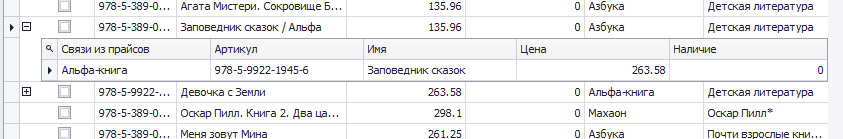 978-5-389-0... Агата Мистери. Сокровище Б... 135.96 0 Азбука Детская литература
978-5-389-0... Заповедник сказок / Альфа 135.96 0 Азбука Детская литература
Связи из прайсов Артикул Имя Цена Наличие
Альфа-книга 978-5-9922-1945-6 Заповедник сказок 263.58 0
978-5-9922-... Девочка с Земли 263.58 0 Альфа-книга Детская литература
978-5-389-0... Оскар Пилл. Книга 2. Два ца... 298.1 0 Махаон Оскар Пилл*
978-5-389-0... Меня зовут Мина 261.25 0 Азбука Почти взрослые кни...